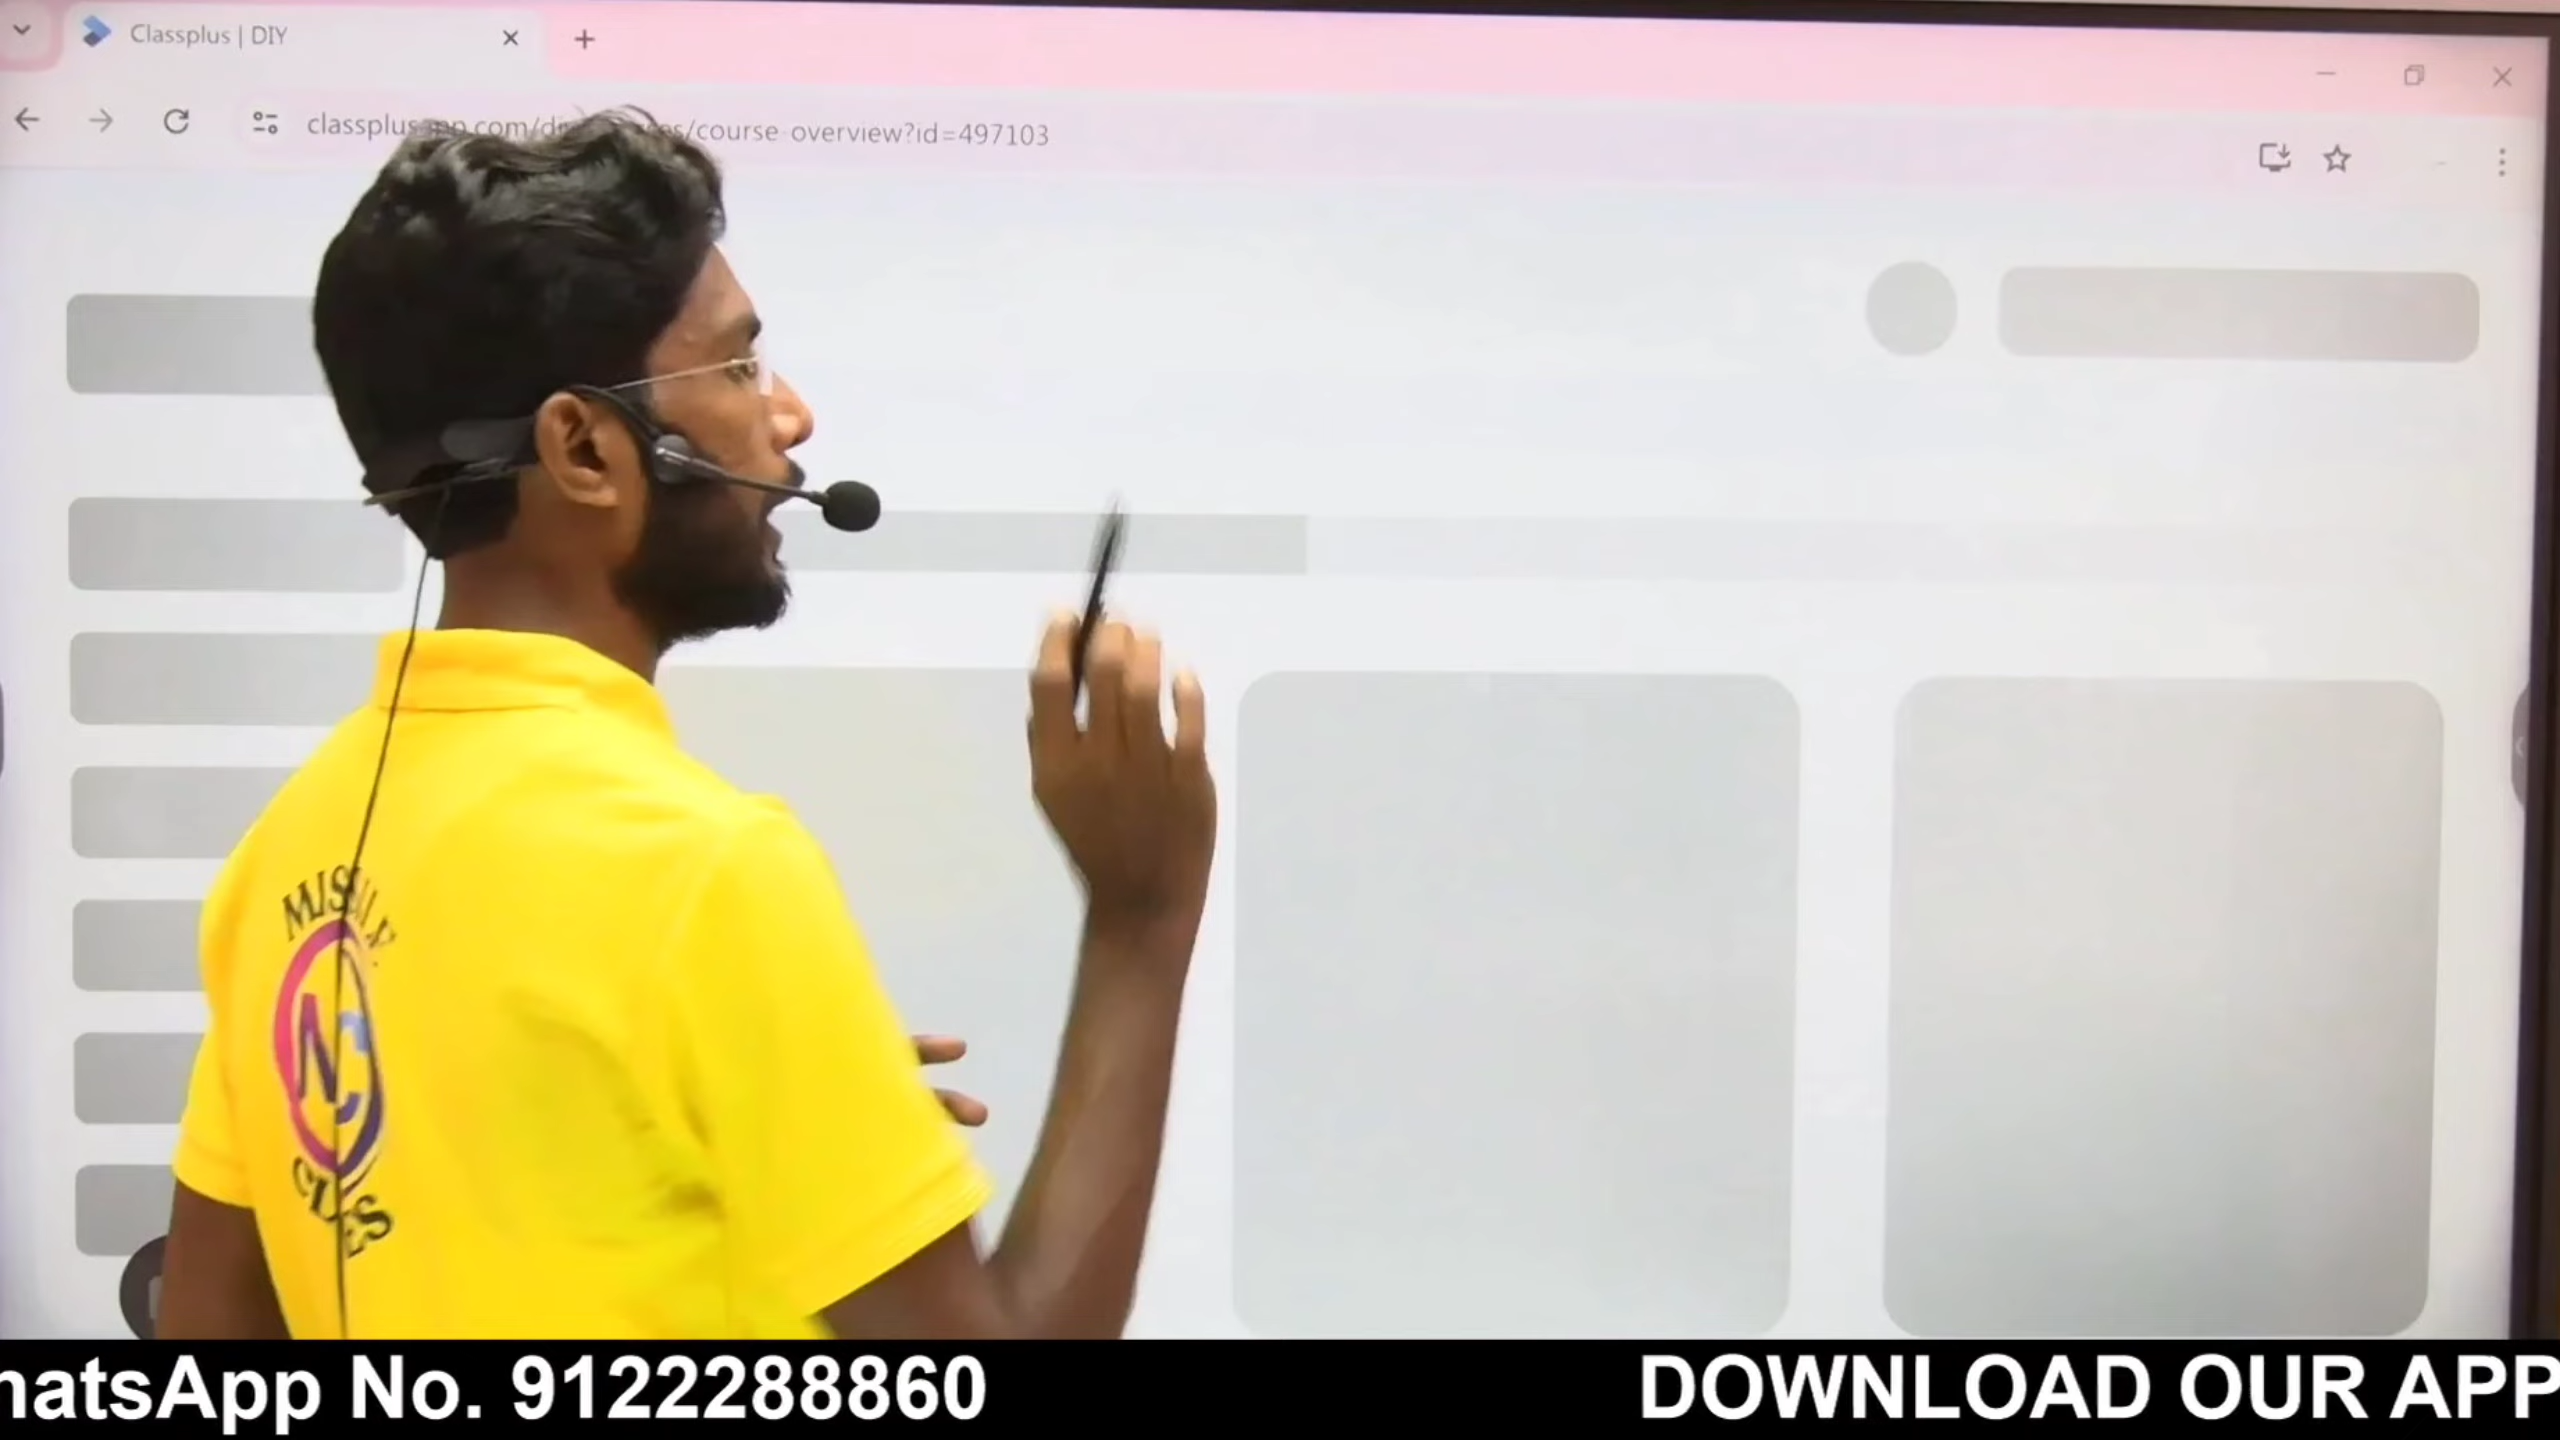 Classplus | DIY
course-overview?id=497103
hatsApp No. 9122288860
DOWNLOAD OUR APP